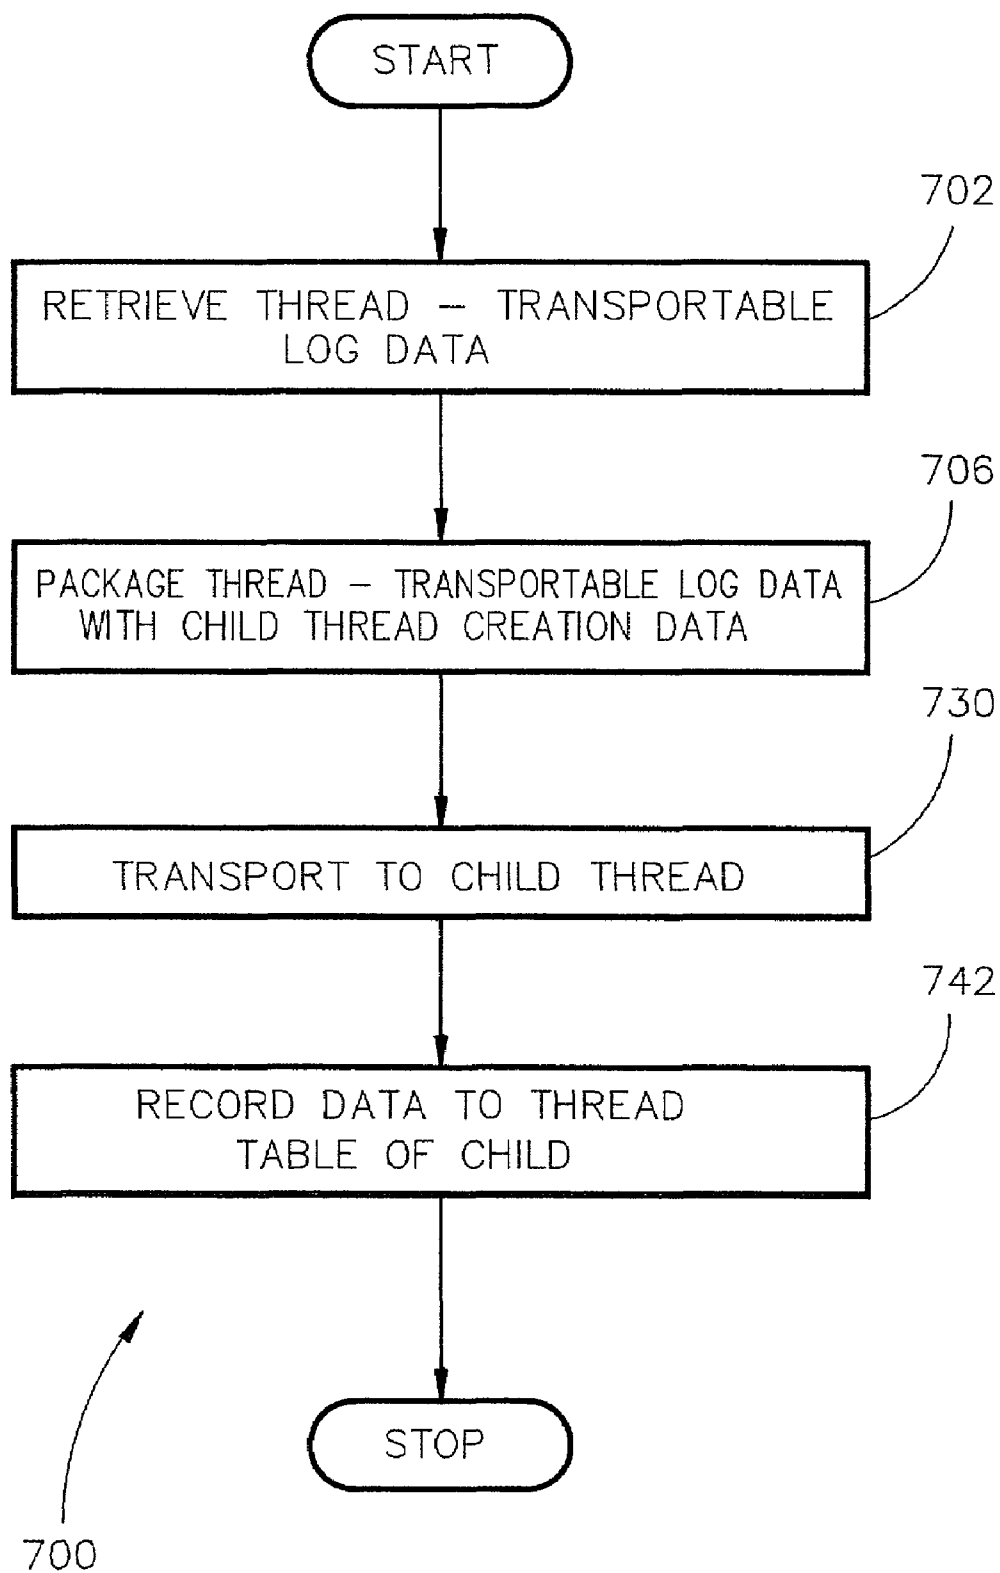 START
702
RETRIEVE THREAD – TRANSPORTABLE
LOG DATA
706
PACKAGE THREAD – TRANSPORTABLE LOG DATA
WITH CHILD THREAD CREATION DATA
730
TRANSPORT TO CHILD THREAD
742
RECORD DATA TO THREAD
TABLE OF CHILD
STOP
700